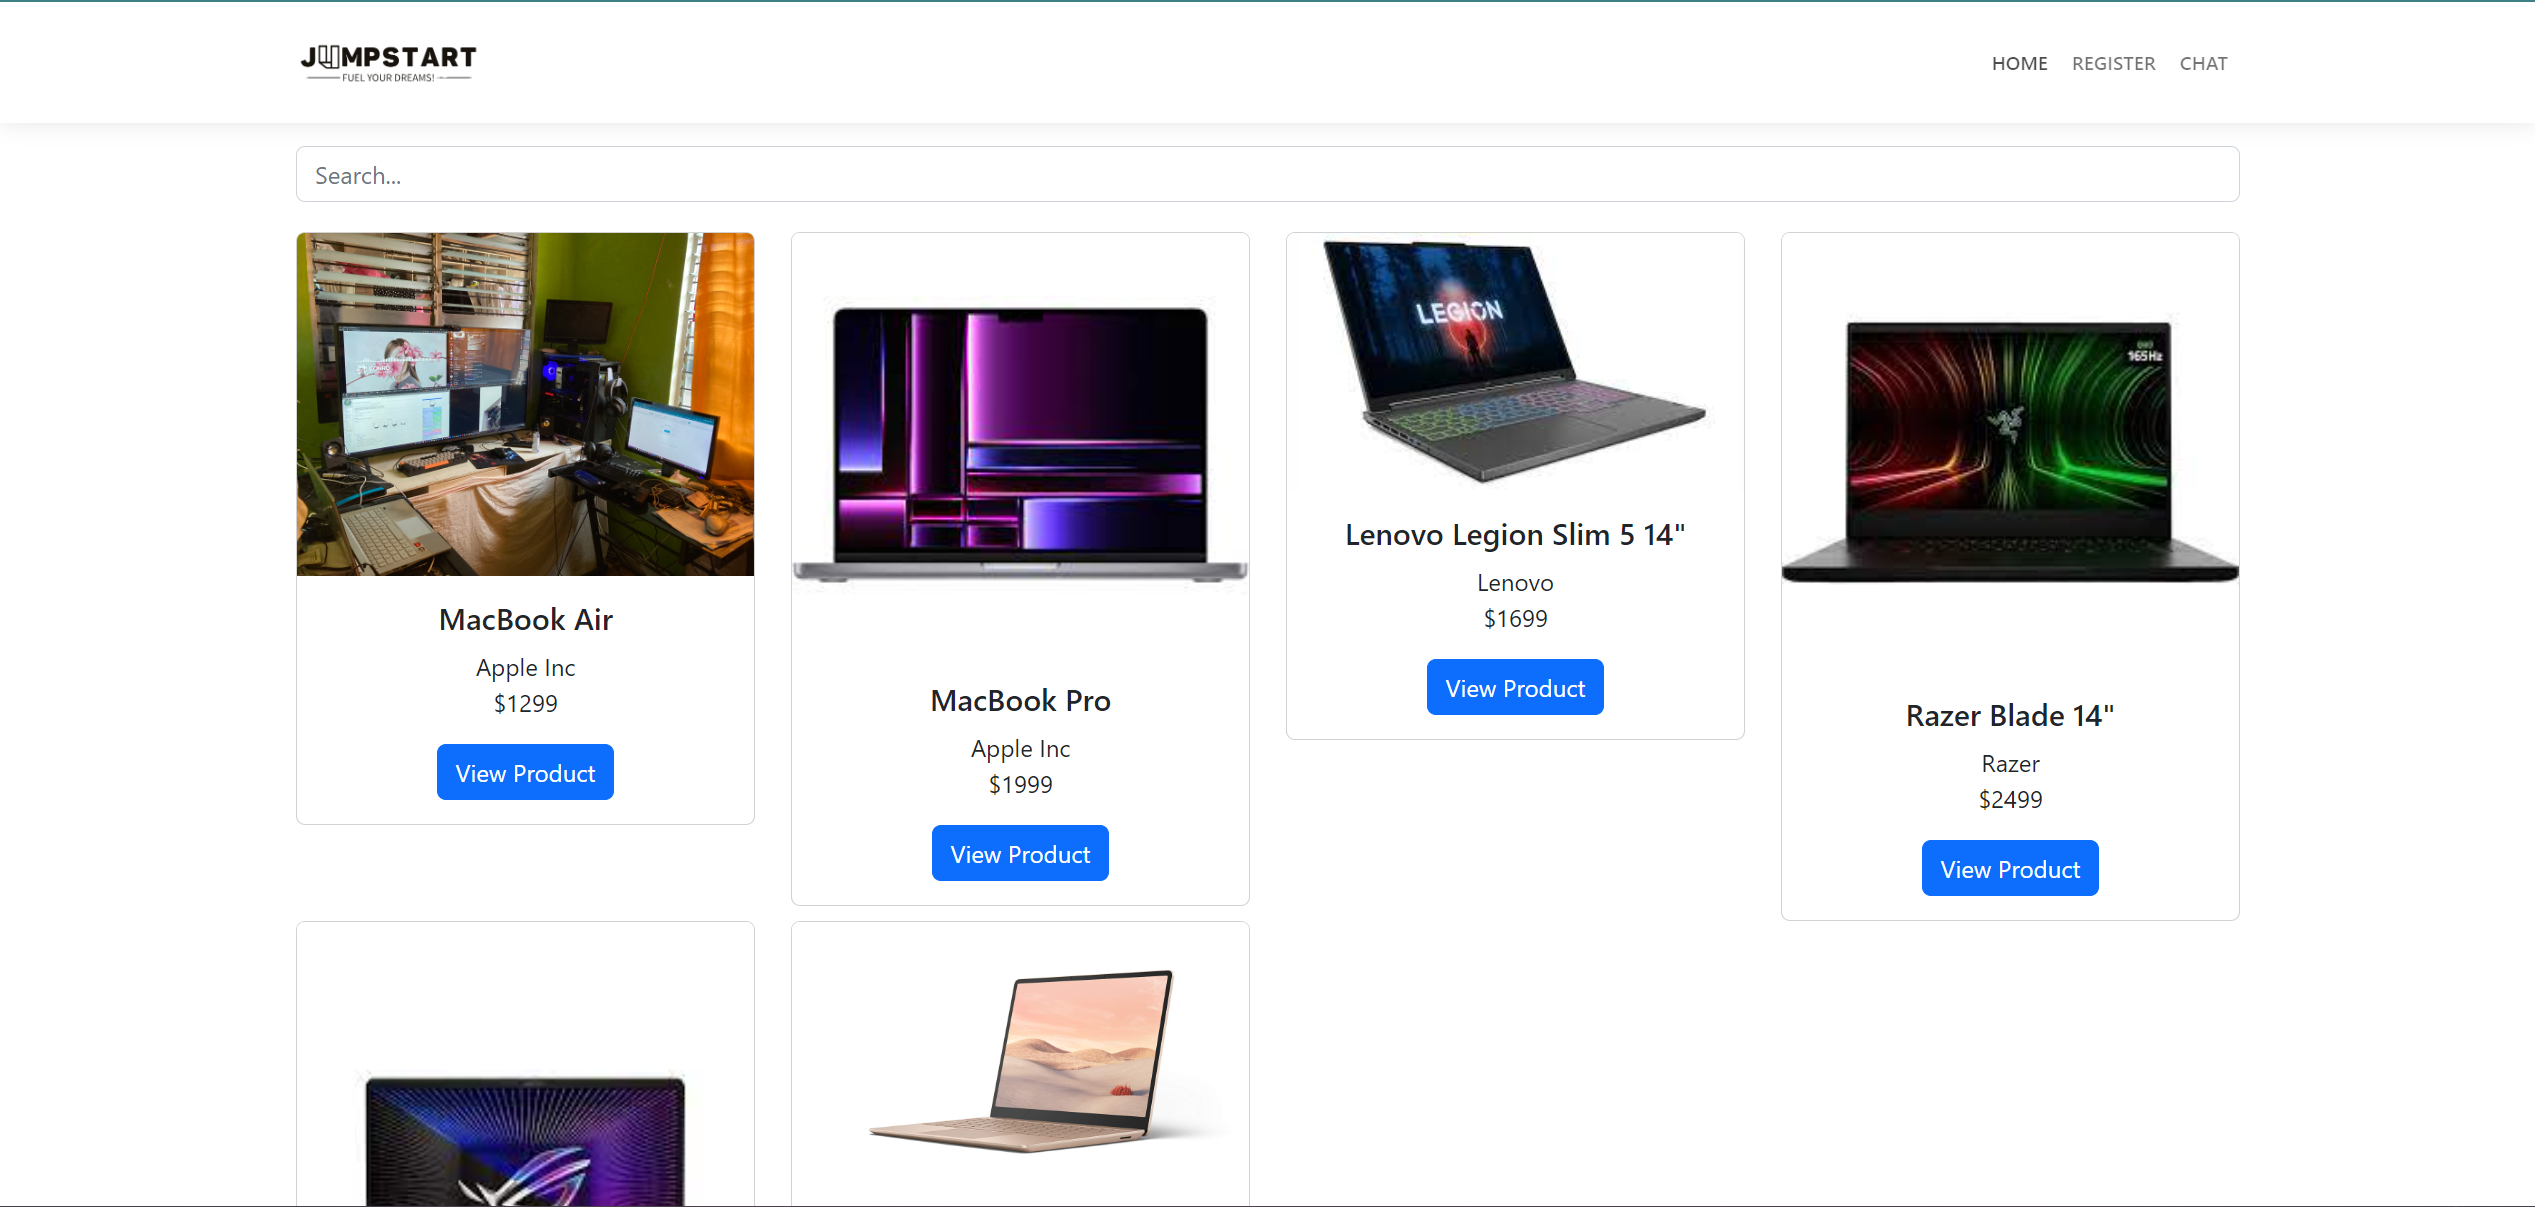 JUMPSTART
FUEL YOUR DREAMS!
HOME REGISTER CHAT
Search...
LEGION
165Hz
MacBook Air
Apple Inc
$1299
View Product
MacBook Pro
Apple Inc
$1999
View Product
Lenovo Legion Slim 5 14"
Lenovo
$1699
View Product
Razer Blade 14"
Razer
$2499
View Product